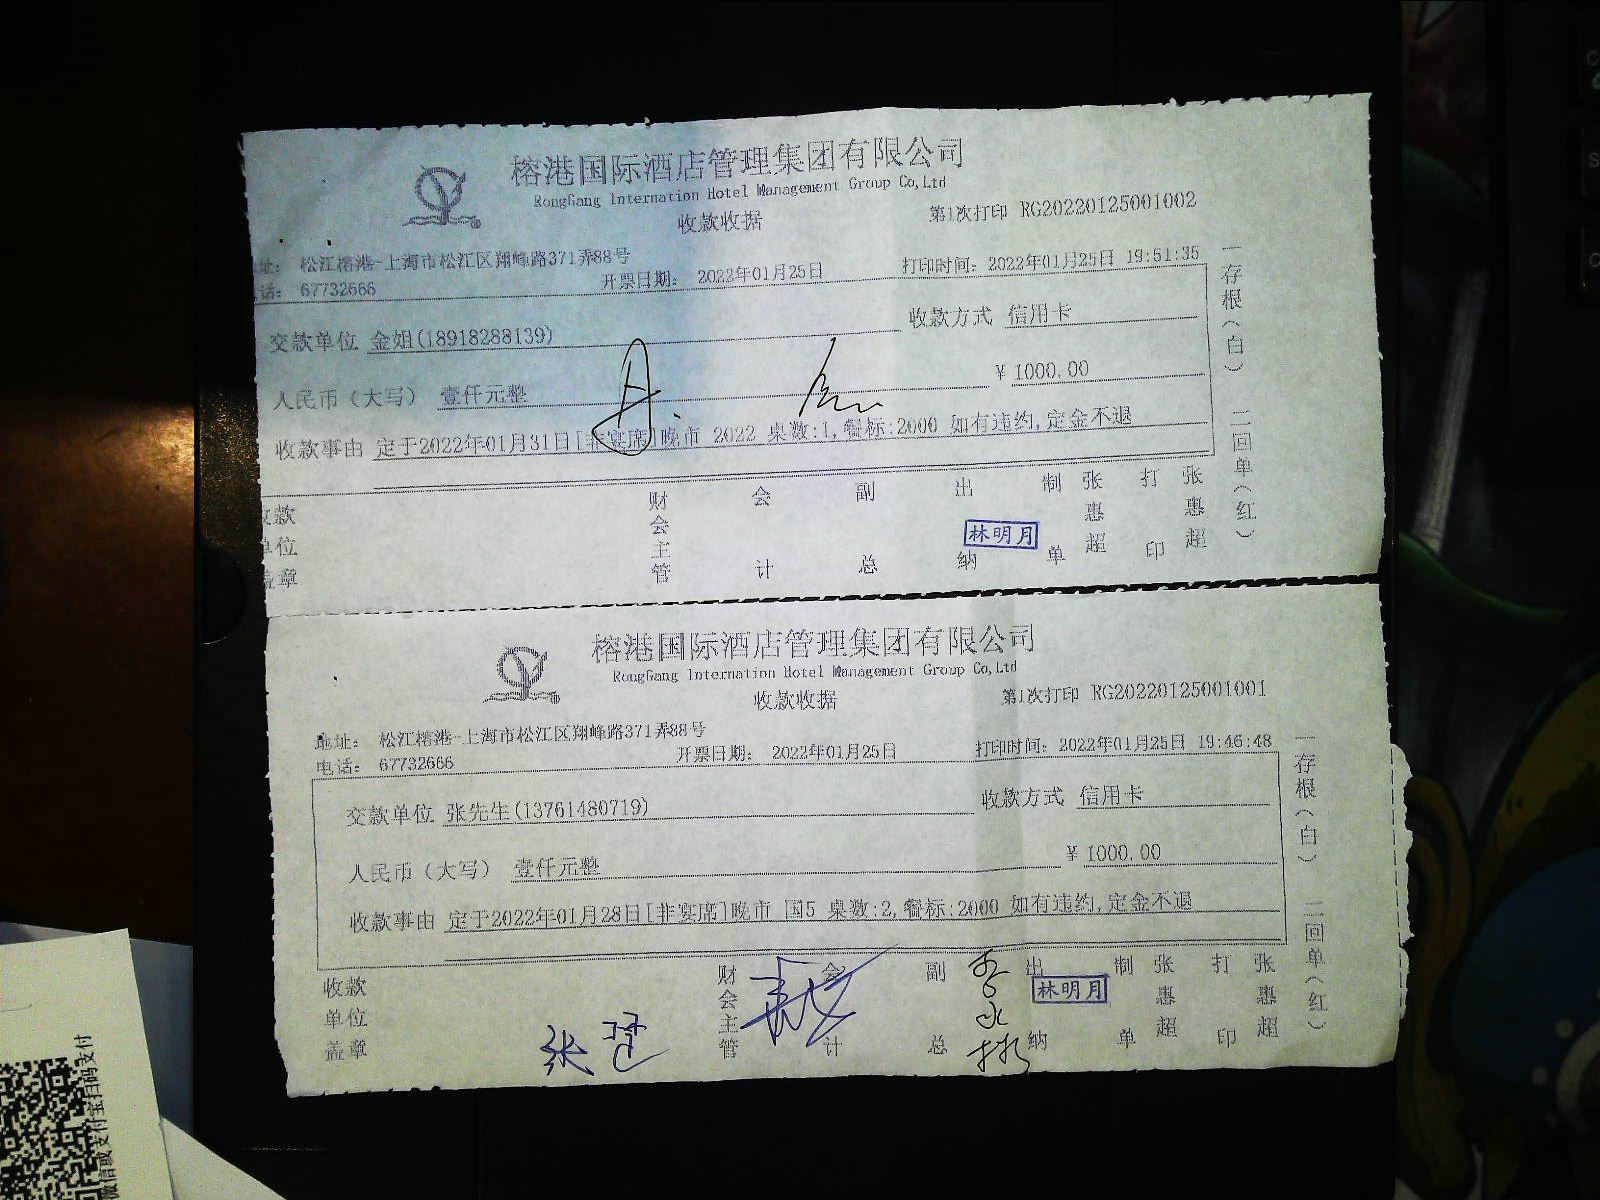 榕港国际酒店管理集团有限公司
RongGang Internation Hotel Management Group Co,Ltd
收款收据
第1次打印 RG20220125001002
址: 松江榕港-上海市松江区翔峰路371弄88号
话: 67732666
开票日期: 2022年01月25日
打印时间: 2022年01月25日 19:51:35
交款单位 金姐(18918288139)
收款方式 信用卡
人民币(大写) 壹仟元整
¥ 1000.00
收款事由 定于2022年01月31日[非宴席]晚市 2022 桌数:1,餐标:2000 如有违约,定金不退
收款单位盖章
财会主管
会计
副总
出纳
林明月
制单
张惠超
打印
张惠超
一存根(白) 二回单(红)
榕港国际酒店管理集团有限公司
RongGang Internation Hotel Management Group Co,Ltd
收款收据
第1次打印 RG20220125001001
地址: 松江榕港-上海市松江区翔峰路371弄88号
电话: 67732666
开票日期: 2022年01月25日
打印时间: 2022年01月25日 19:46:48
交款单位 张先生(13761480719)
收款方式 信用卡
人民币(大写) 壹仟元整
¥ 1000.00
收款事由 定于2022年01月28日[非宴席]晚市 国5 桌数:2,餐标:2000 如有违约,定金不退
收款单位盖章
财会主管
会计
副总
出纳
林明月
制单
张惠超
打印
张惠超
一存根(白) 二回单(红)
微信或支付宝扫码支付